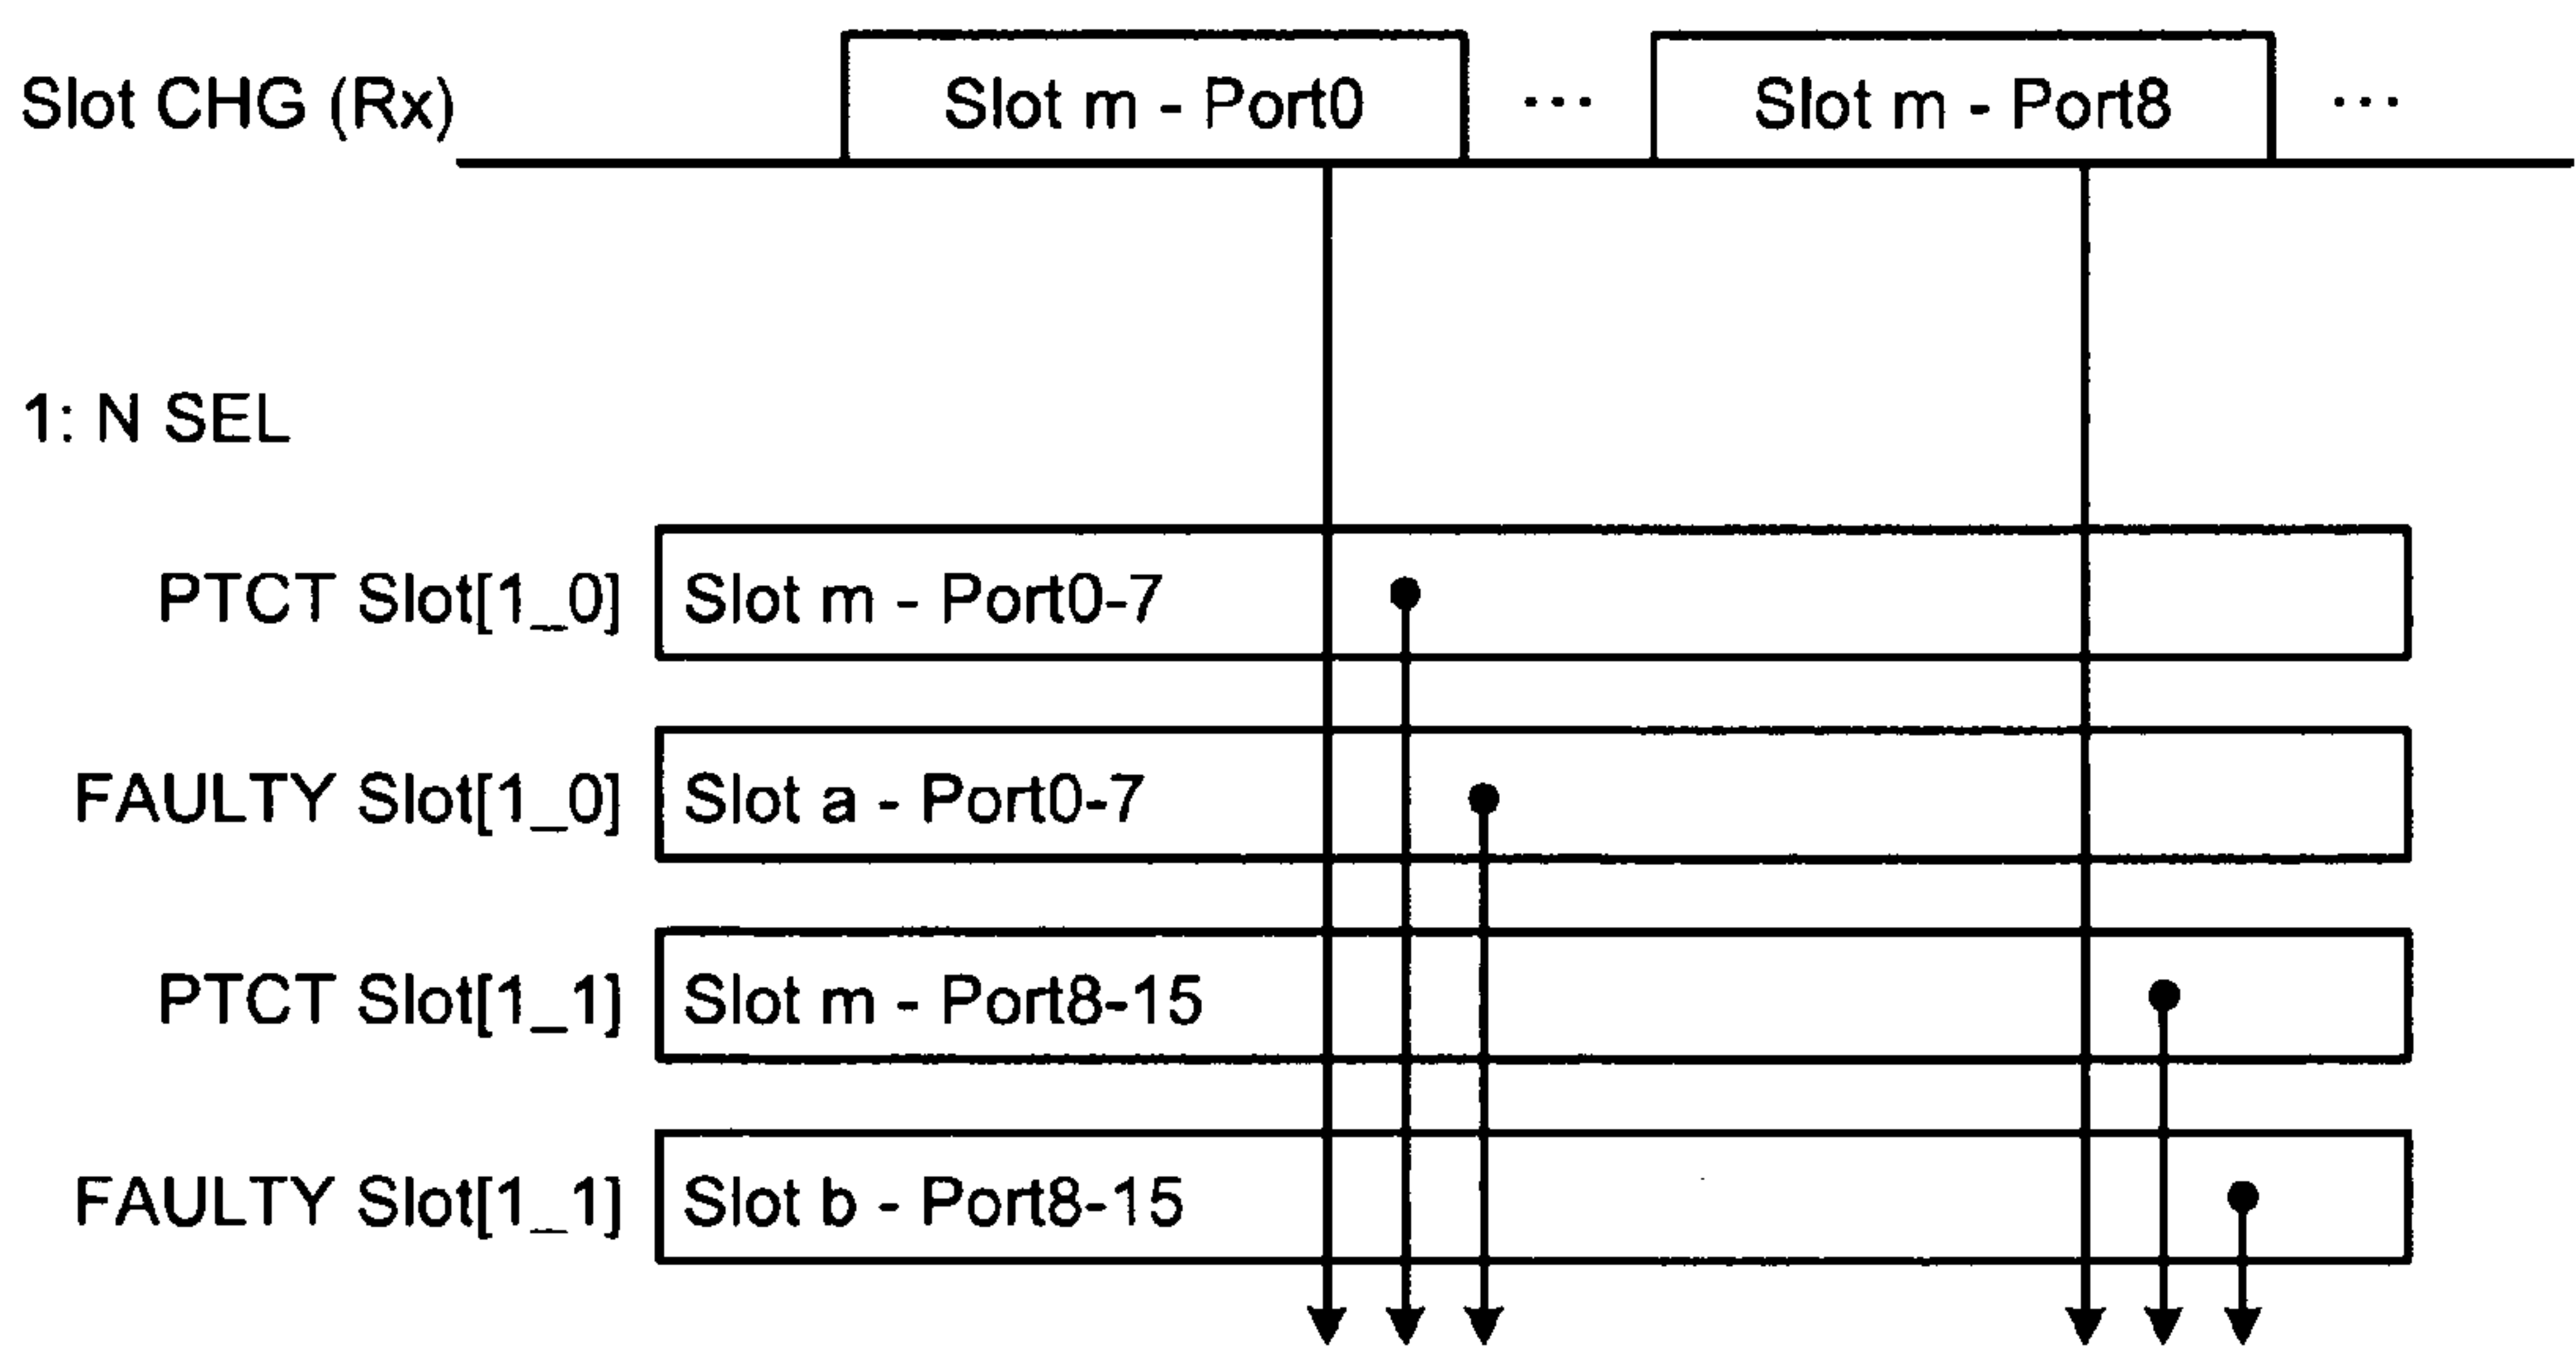 Slot CHG (Rx) Slot m - Port0 ... Slot m - Port8 ...
1: N SEL
PTCT Slot[1_0] Slot m - Port0-7
FAULTY Slot[1_0] Slot a - Port0-7
PTCT Slot[1_1] Slot m - Port8-15
FAULTY Slot[1_1] Slot b - Port8-15